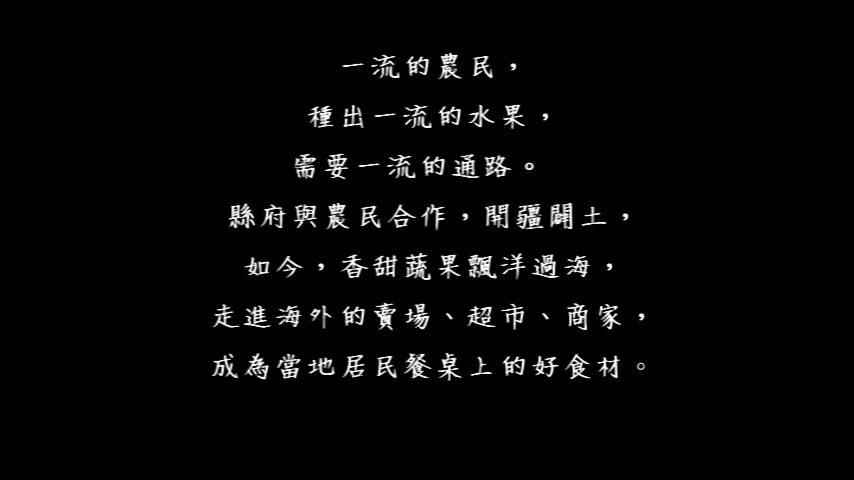 一流的農民，
種出一流的水果，
需要一流的通路。
縣府與農民合作，開疆闢土，
如今，香甜蔬果飄洋過海，
走進海外的賣場、超市、商家，
成為當地居民餐桌上的好食材。